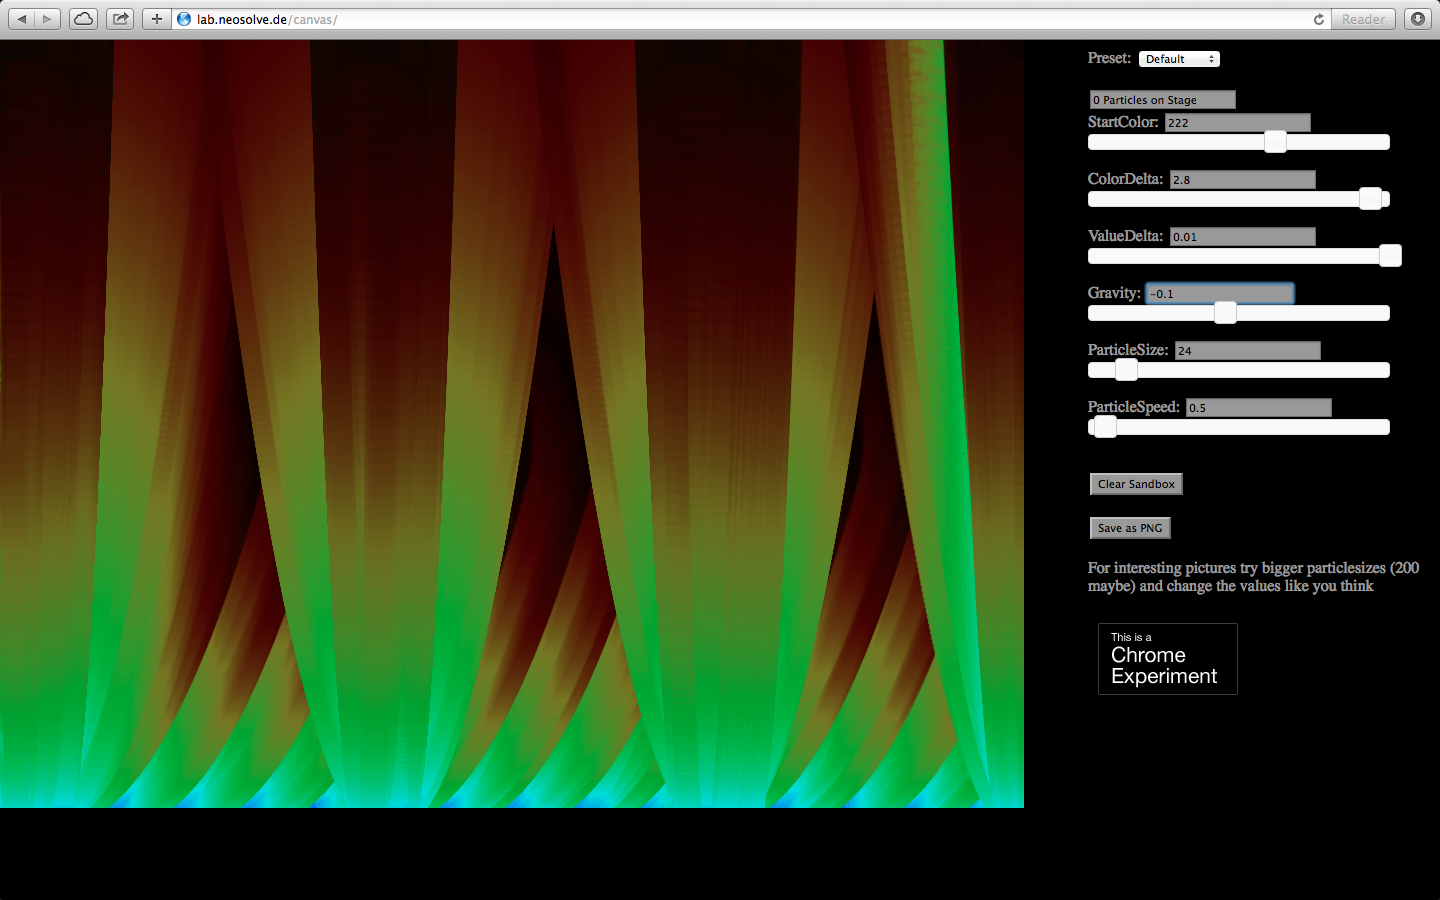 lab.neosolve.de/canvas/
Reader
Preset: Default
0 Particles on Stage
StartColor: 222
ColorDelta: 2.8
ValueDelta: 0.01
Gravity: -0.1
ParticleSize: 24
ParticleSpeed: 0.5
Clear Sandbox
Save as PNG
For interesting pictures try bigger particlesizes (200
maybe) and change the values like you think
This is a
Chrome
Experiment